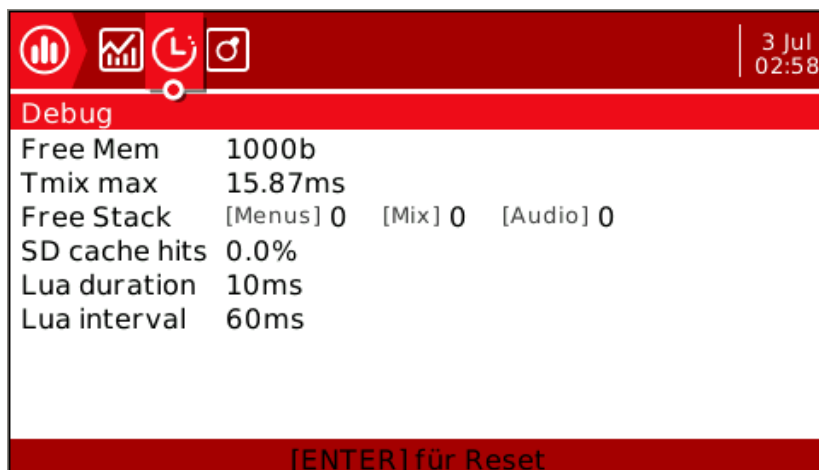 3 Jul
02:58
Debug
Free Mem 1000b
Tmix max 15.87ms
Free Stack [Menus] 0 [Mix] 0 [Audio] 0
SD cache hits 0.0%
Lua duration 10ms
Lua interval 60ms
[ENTER] für Reset